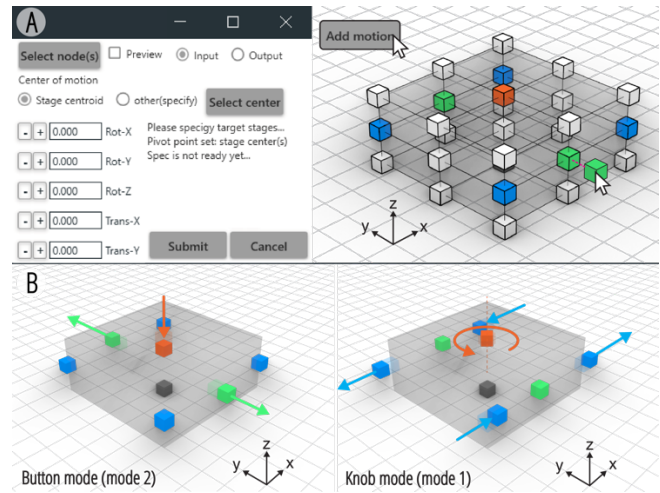 A
Select node(s) Preview Input Output
Center of motion
Stage centroid other(specify) Select center
- + 0.000 Rot-X
Please specigy target stages...
Pivot point set: stage center(s)
Spec is not ready yet...
- + 0.000 Rot-Y
- + 0.000 Rot-Z
- + 0.000 Trans-X
- + 0.000 Trans-Y
Submit Cancel
Add motion
z
y x
B
z
y x
Button mode (mode 2)
z
y x
Knob mode (mode 1)